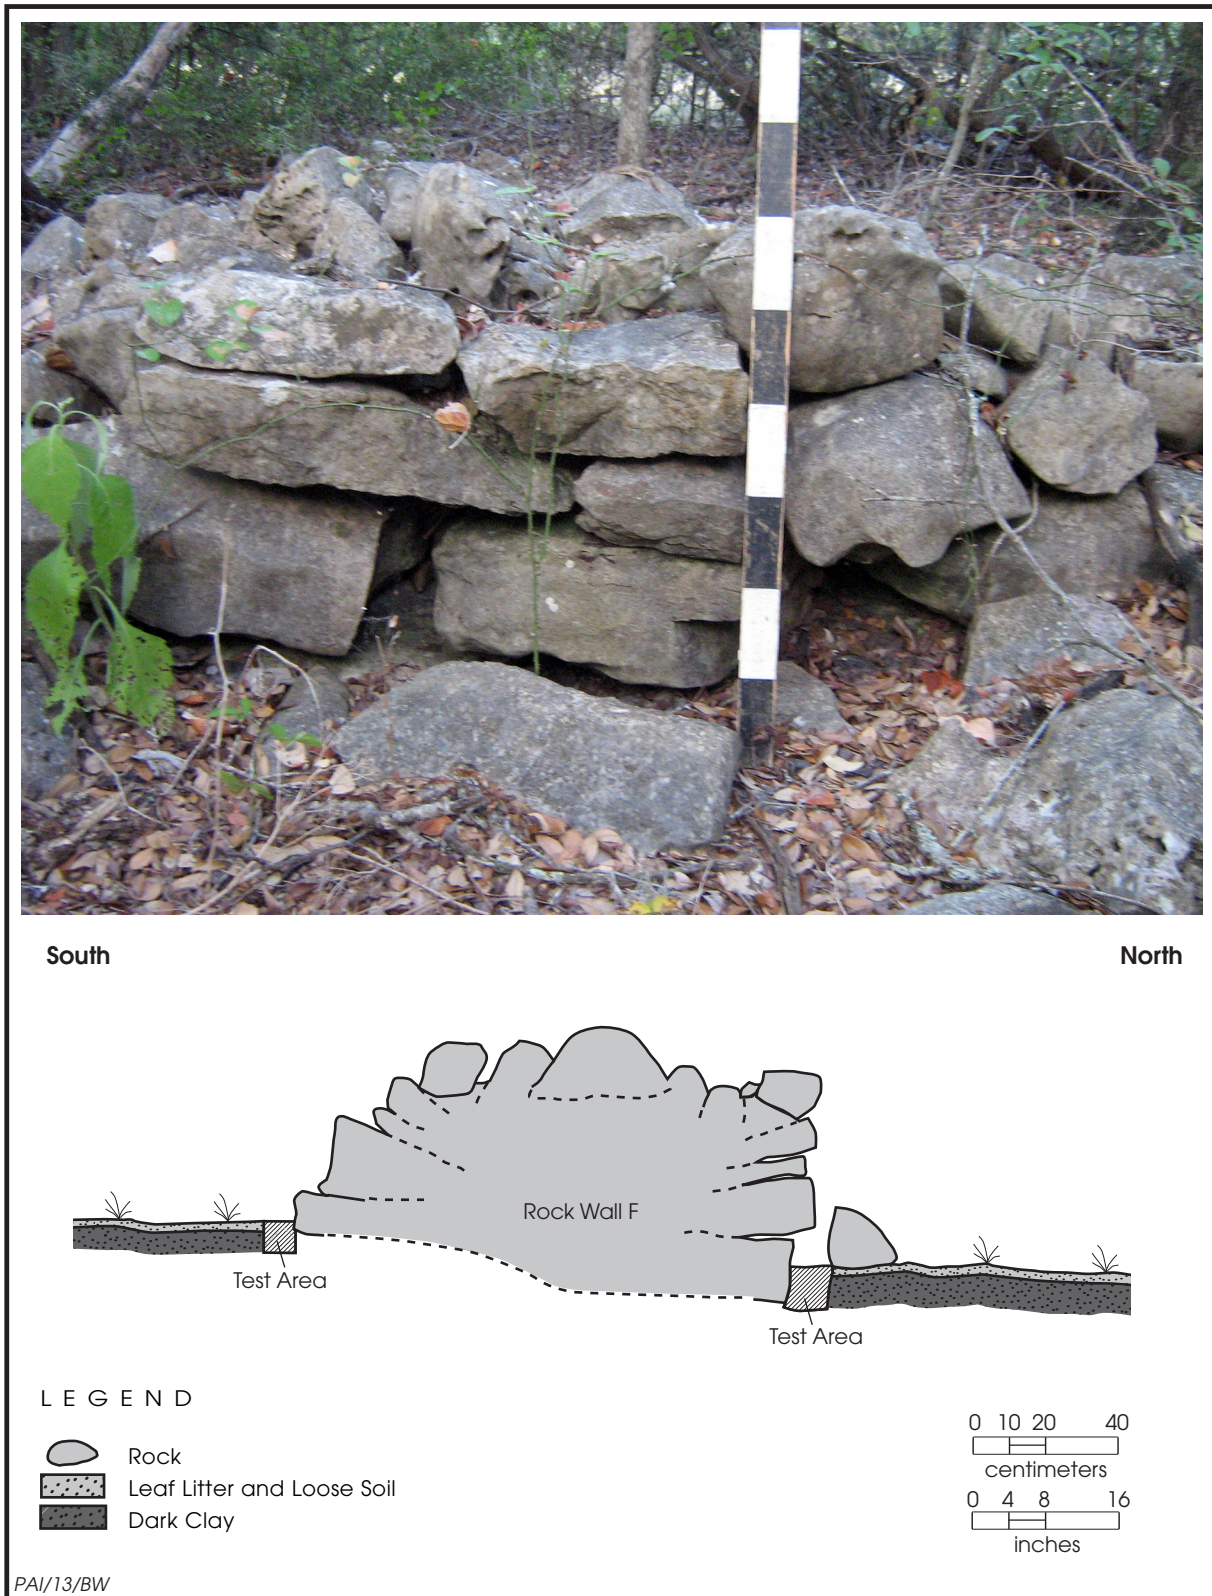 South
North
Rock Wall F
Test Area
Test Area
LEGEND
Rock
Leaf Litter and Loose Soil
Dark Clay
0 10 20 40
centimeters
0 4 8 16
inches
PAI/13/BW